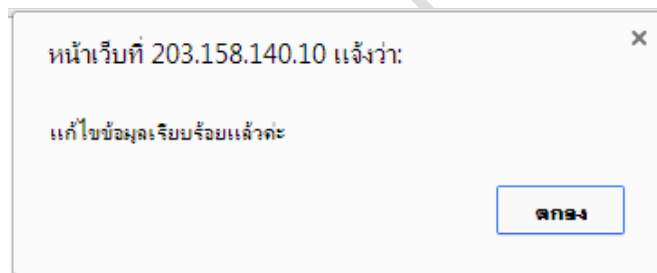 หน้าเว็บที่ 203.158.140.10 แจ้งว่า:
แก้ไขข้อมูลเรียบร้อยแล้วค่ะ
ตกลง